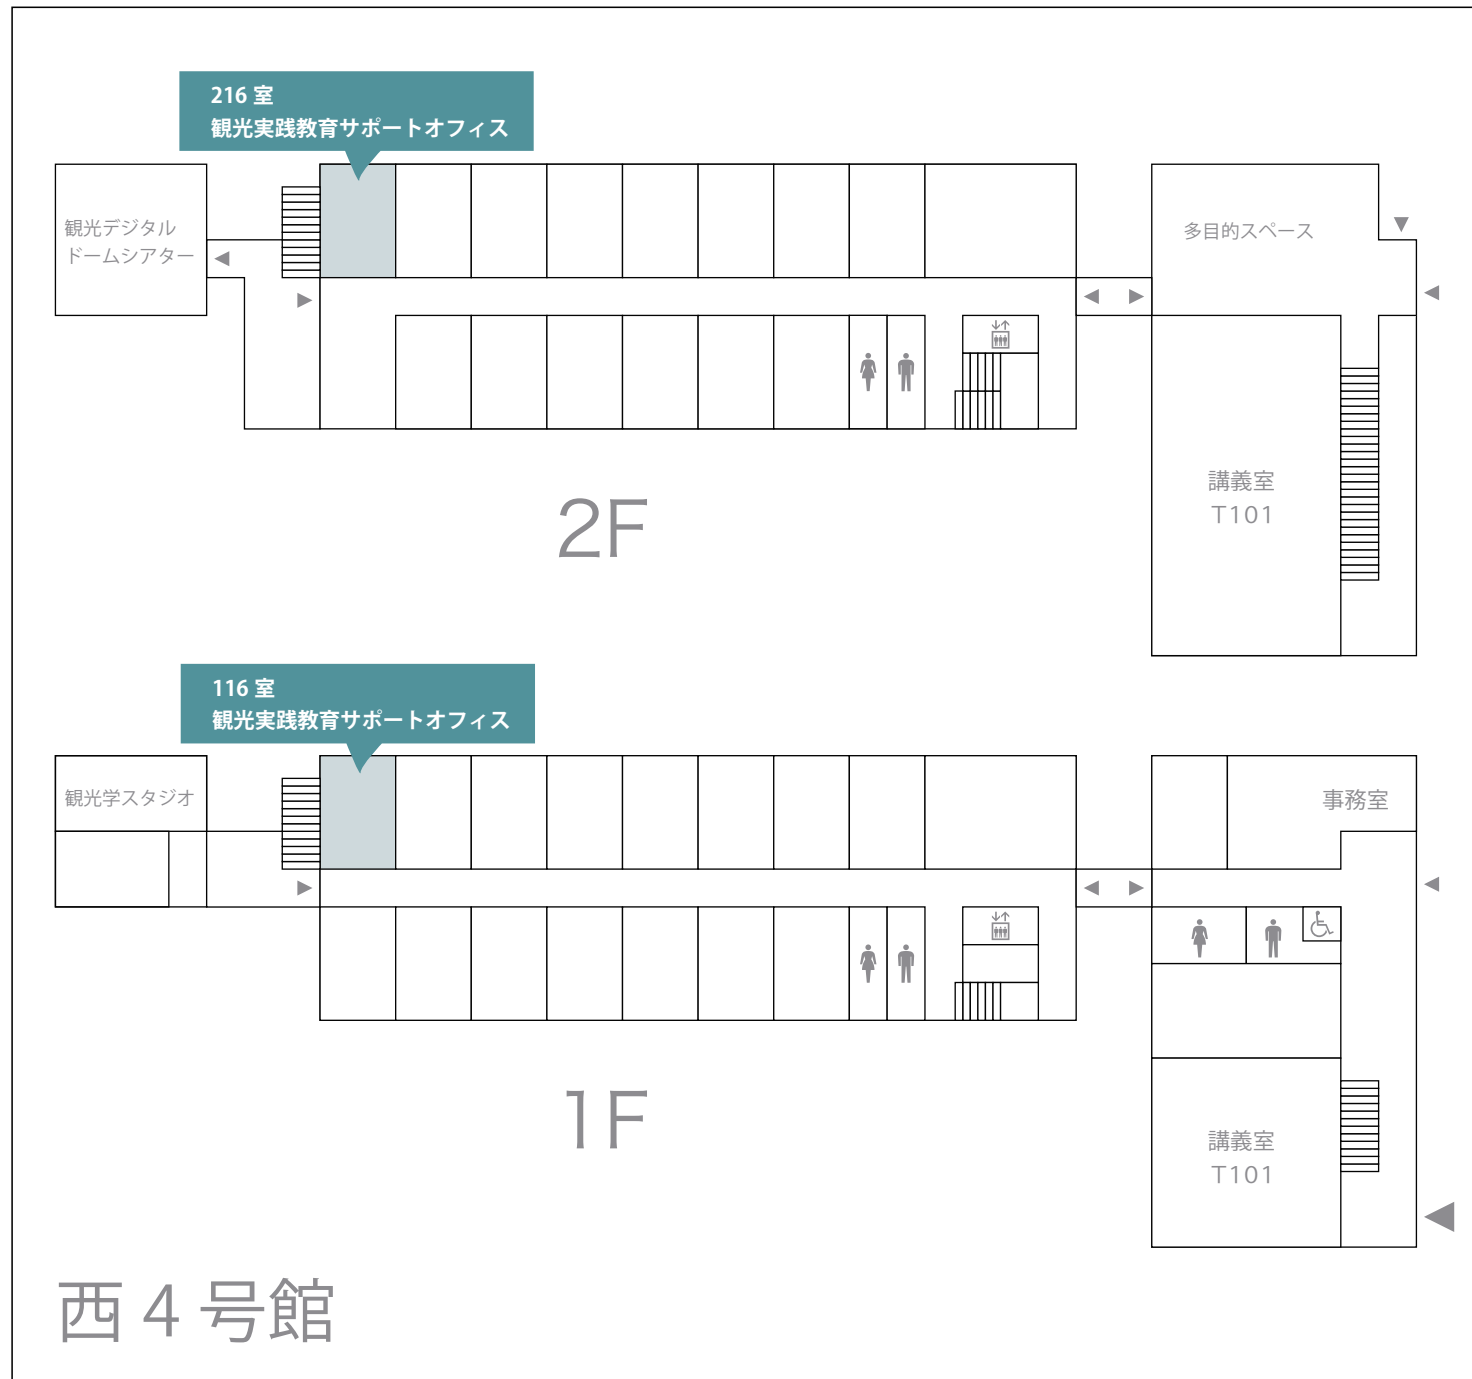 216 室
観光実践教育サポートオフィス
観光デジタル
ドームシアター
多目的スペース
講義室
T101
2F
116 室
観光実践教育サポートオフィス
観光学スタジオ
事務室
講義室
T101
1F
西 4 号館